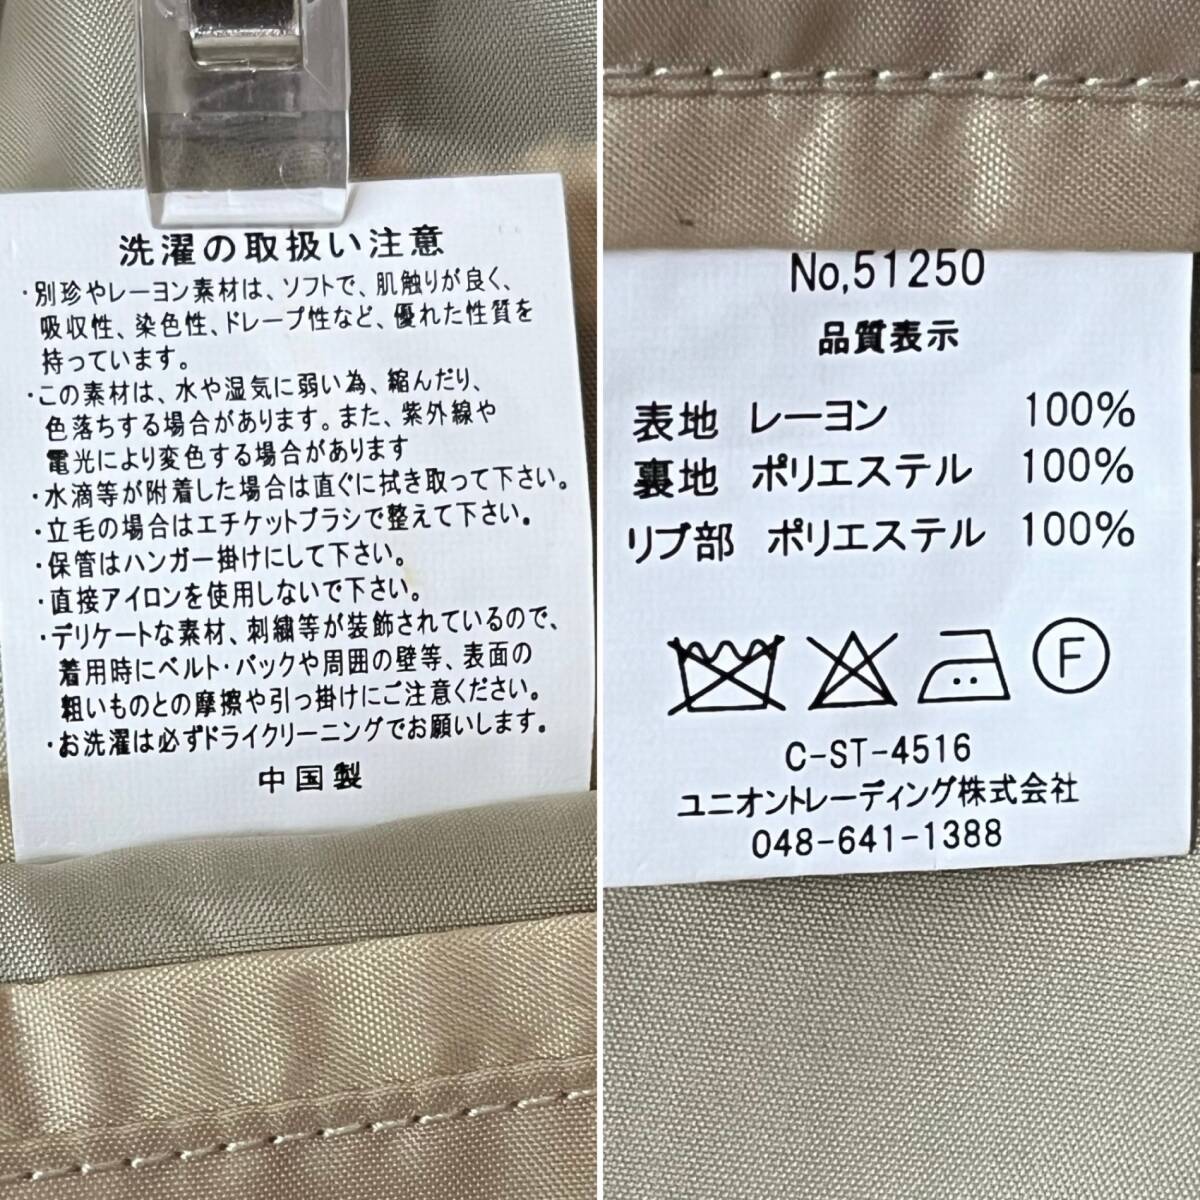 洗濯の取扱い注意
・別珍やレーヨン素材は、ソフトで、肌触りが良く、
吸収性、染色性、ドレープ性など、優れた性質を
持っています。
・この素材は、水や湿気に弱い為、縮んだり、
色落ちする場合があります。また、紫外線や
電光により変色する場合があります
・水滴等が附着した場合は直ぐに拭き取って下さい。
・立毛の場合はエチケットブラシで整えて下さい。
・保管はハンガー掛けにして下さい。
・直接アイロンを使用しないで下さい。
・デリケートな素材、刺繍等が装飾されているので、
着用時にベルト・バックや周囲の壁等、表面の
粗いものとの摩擦や引っ掛けにご注意ください。
・お洗濯は必ずドライクリーニングでお願いします。
中国製
No,51250
品質表示
表地 レーヨン 100%
裏地 ポリエステル 100%
リブ部 ポリエステル 100%
F
C-ST-4516
ユニオントレーディング株式会社
048-641-1388